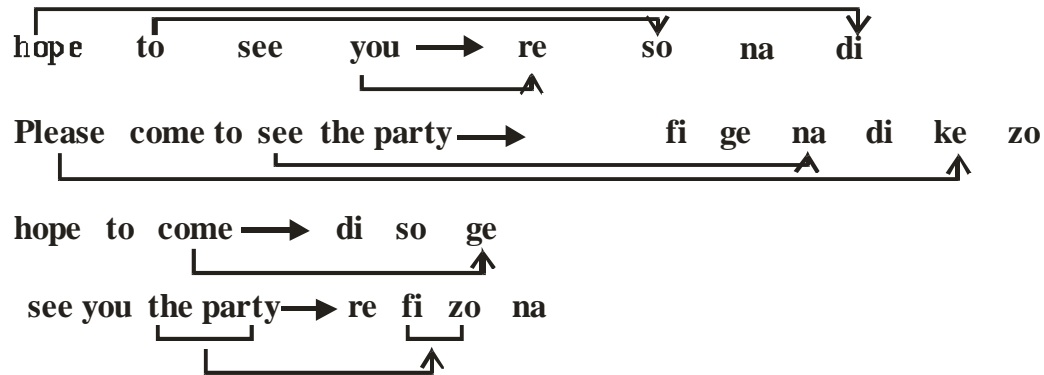 hope to see you → re so na di
Please come to see the party → fi ge na di ke zo
hope to come → di so ge
see you the party → re fi zo na